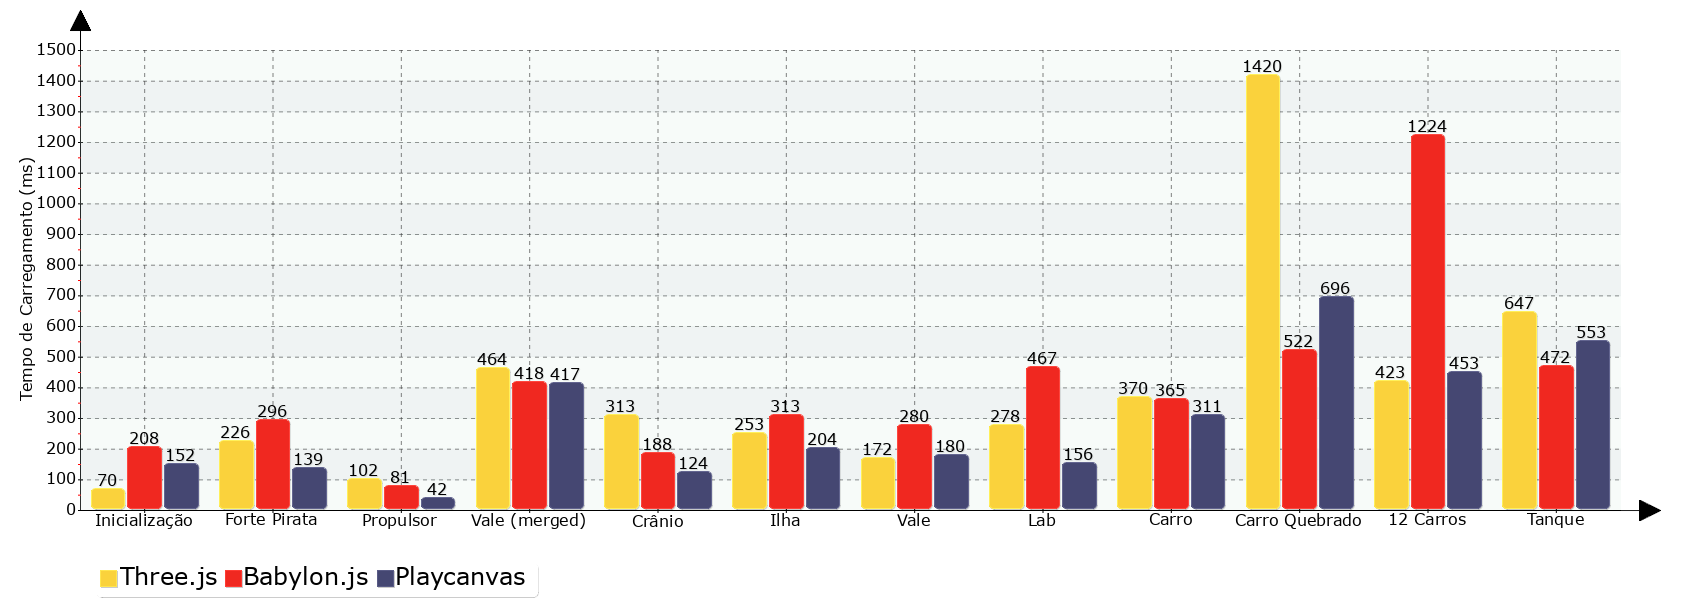 Tempo de Carregamento (ms)
1500
1400
1300
1200
1100
1000
900
800
700
600
500
400
300
200
100
0
70 208 152
226 296 139
102 81 42
464 418 417
313 188 124
253 313 204
172 280 180
278 467 156
370 365 311
1420 522 696
423 1224 453
647 472 553
Inicialização Forte Pirata Propulsor Vale (merged) Crânio Ilha Vale Lab Carro Carro Quebrado 12 Carros Tanque
Three.js Babylon.js Playcanvas